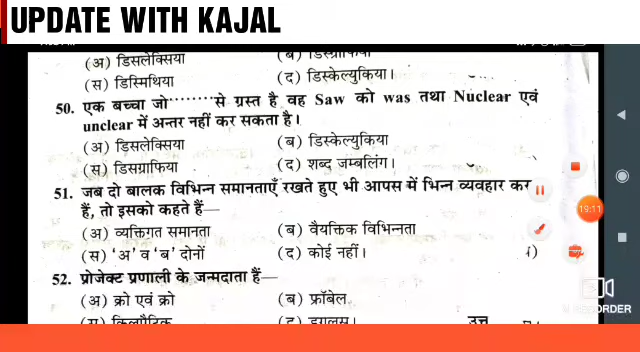 UPDATE WITH KAJAL
(अ) डिसलेक्सिया
(स) डिस्मिथिया (द) डिस्केल्युकिया।
50. एक बच्चा जो········से ग्रस्त है वह Saw को was तथा Nuclear एवं
unclear में अन्तर नहीं कर सकता है।
(अ) डिसलेक्सिया (ब) डिस्केल्युकिया
(स) डिसग्राफिया (द) शब्द जम्बलिंग।
51. जब दो बालक विभिन्न समानताएँ रखते हुए भी आपस में भिन्न व्यवहार कर
हैं, तो इसको कहते हैं—
(अ) व्यक्तिगत समानता (ब) वैयक्तिक विभिन्नता
(स) 'अ' व 'ब' दोनों (द) कोई नहीं।
52. प्रोजेक्ट प्रणाली के जन्मदाता हैं—
(अ) क्रो एवं क्रो (ब) फ्रॉबेल
19:11